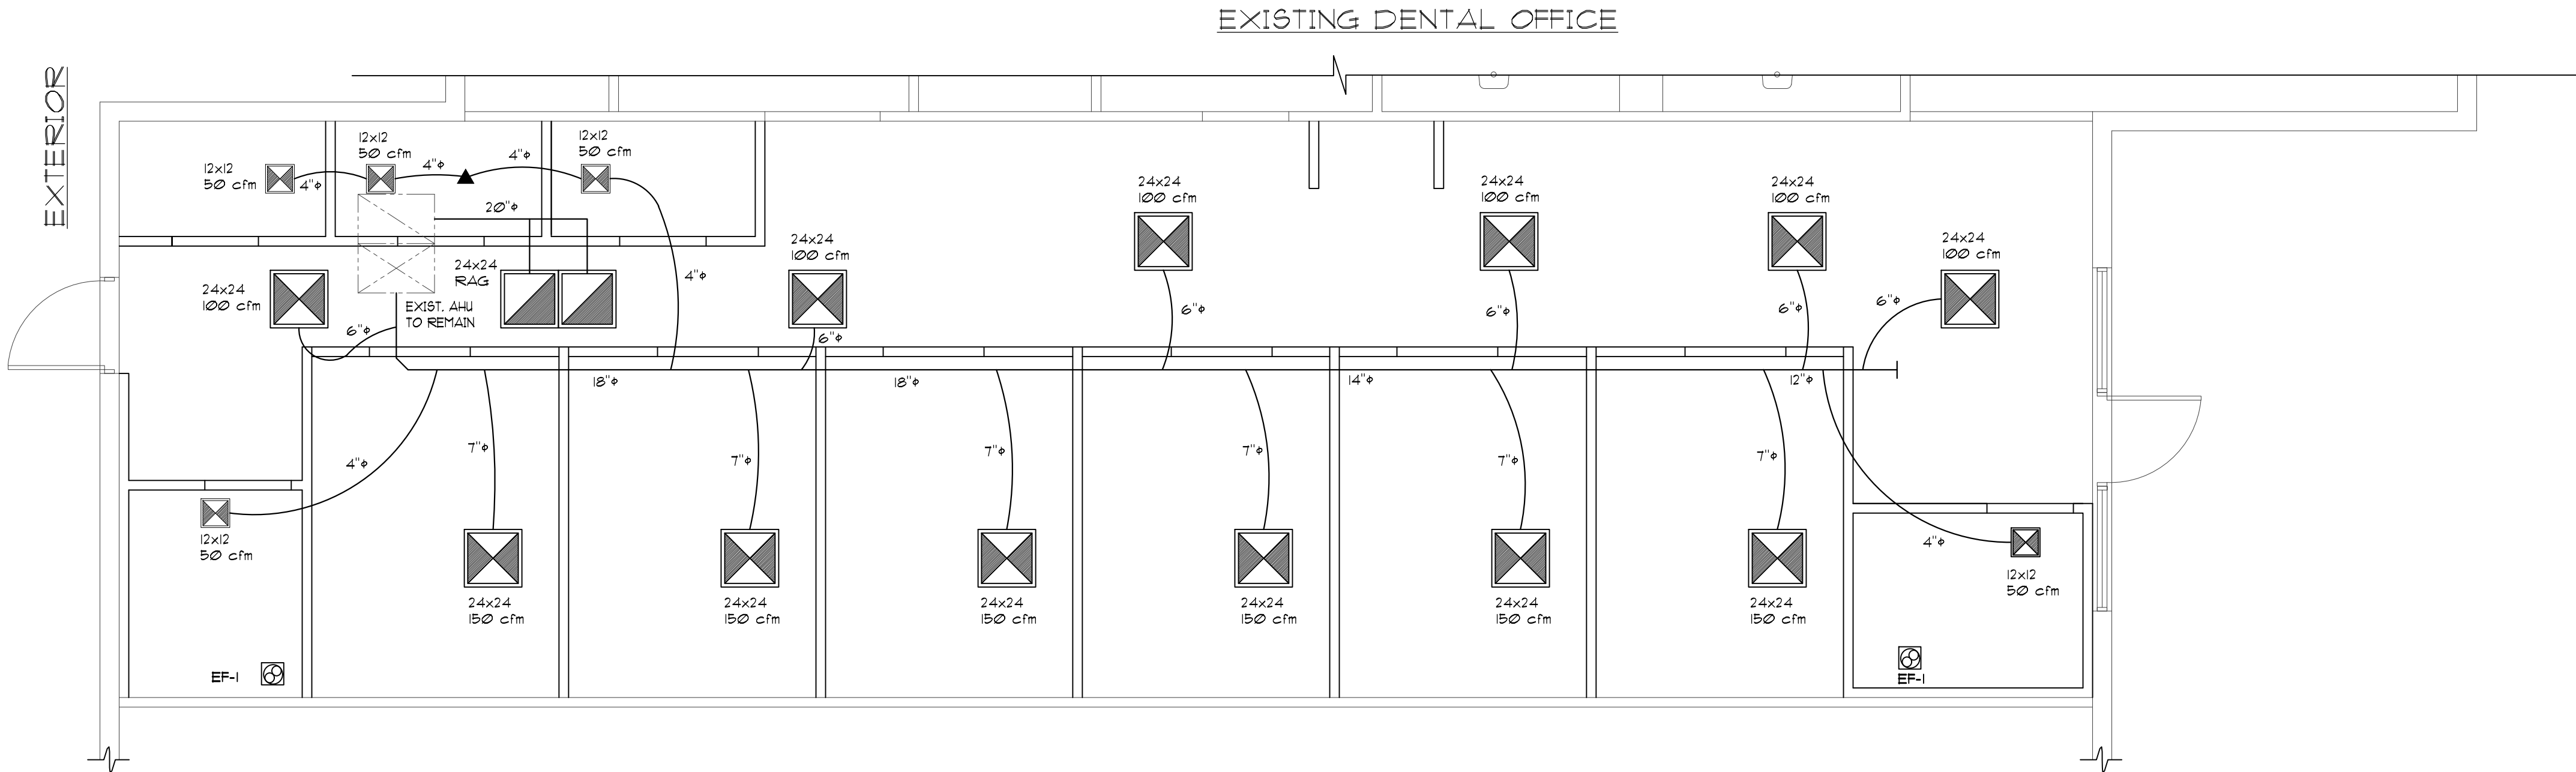 EXISTING DENTAL OFFICE
EXTERIOR
12x12
50 cfm
4"ϕ
12x12
50 cfm
4"ϕ
4"ϕ
12x12
50 cfm
20"ϕ
4"ϕ
24x24
100 cfm
6"ϕ
EXIST. AHU
TO REMAIN
24x24
RAG
24x24
100 cfm
6"ϕ
24x24
100 cfm
6"ϕ
24x24
100 cfm
6"ϕ
24x24
100 cfm
6"ϕ
24x24
100 cfm
6"ϕ
18"ϕ
18"ϕ
14"ϕ
12"ϕ
4"ϕ
7"ϕ
7"ϕ
7"ϕ
7"ϕ
7"ϕ
7"ϕ
4"ϕ
12x12
50 cfm
24x24
150 cfm
24x24
150 cfm
24x24
150 cfm
24x24
150 cfm
24x24
150 cfm
24x24
150 cfm
12x12
50 cfm
EF-1
EF-1